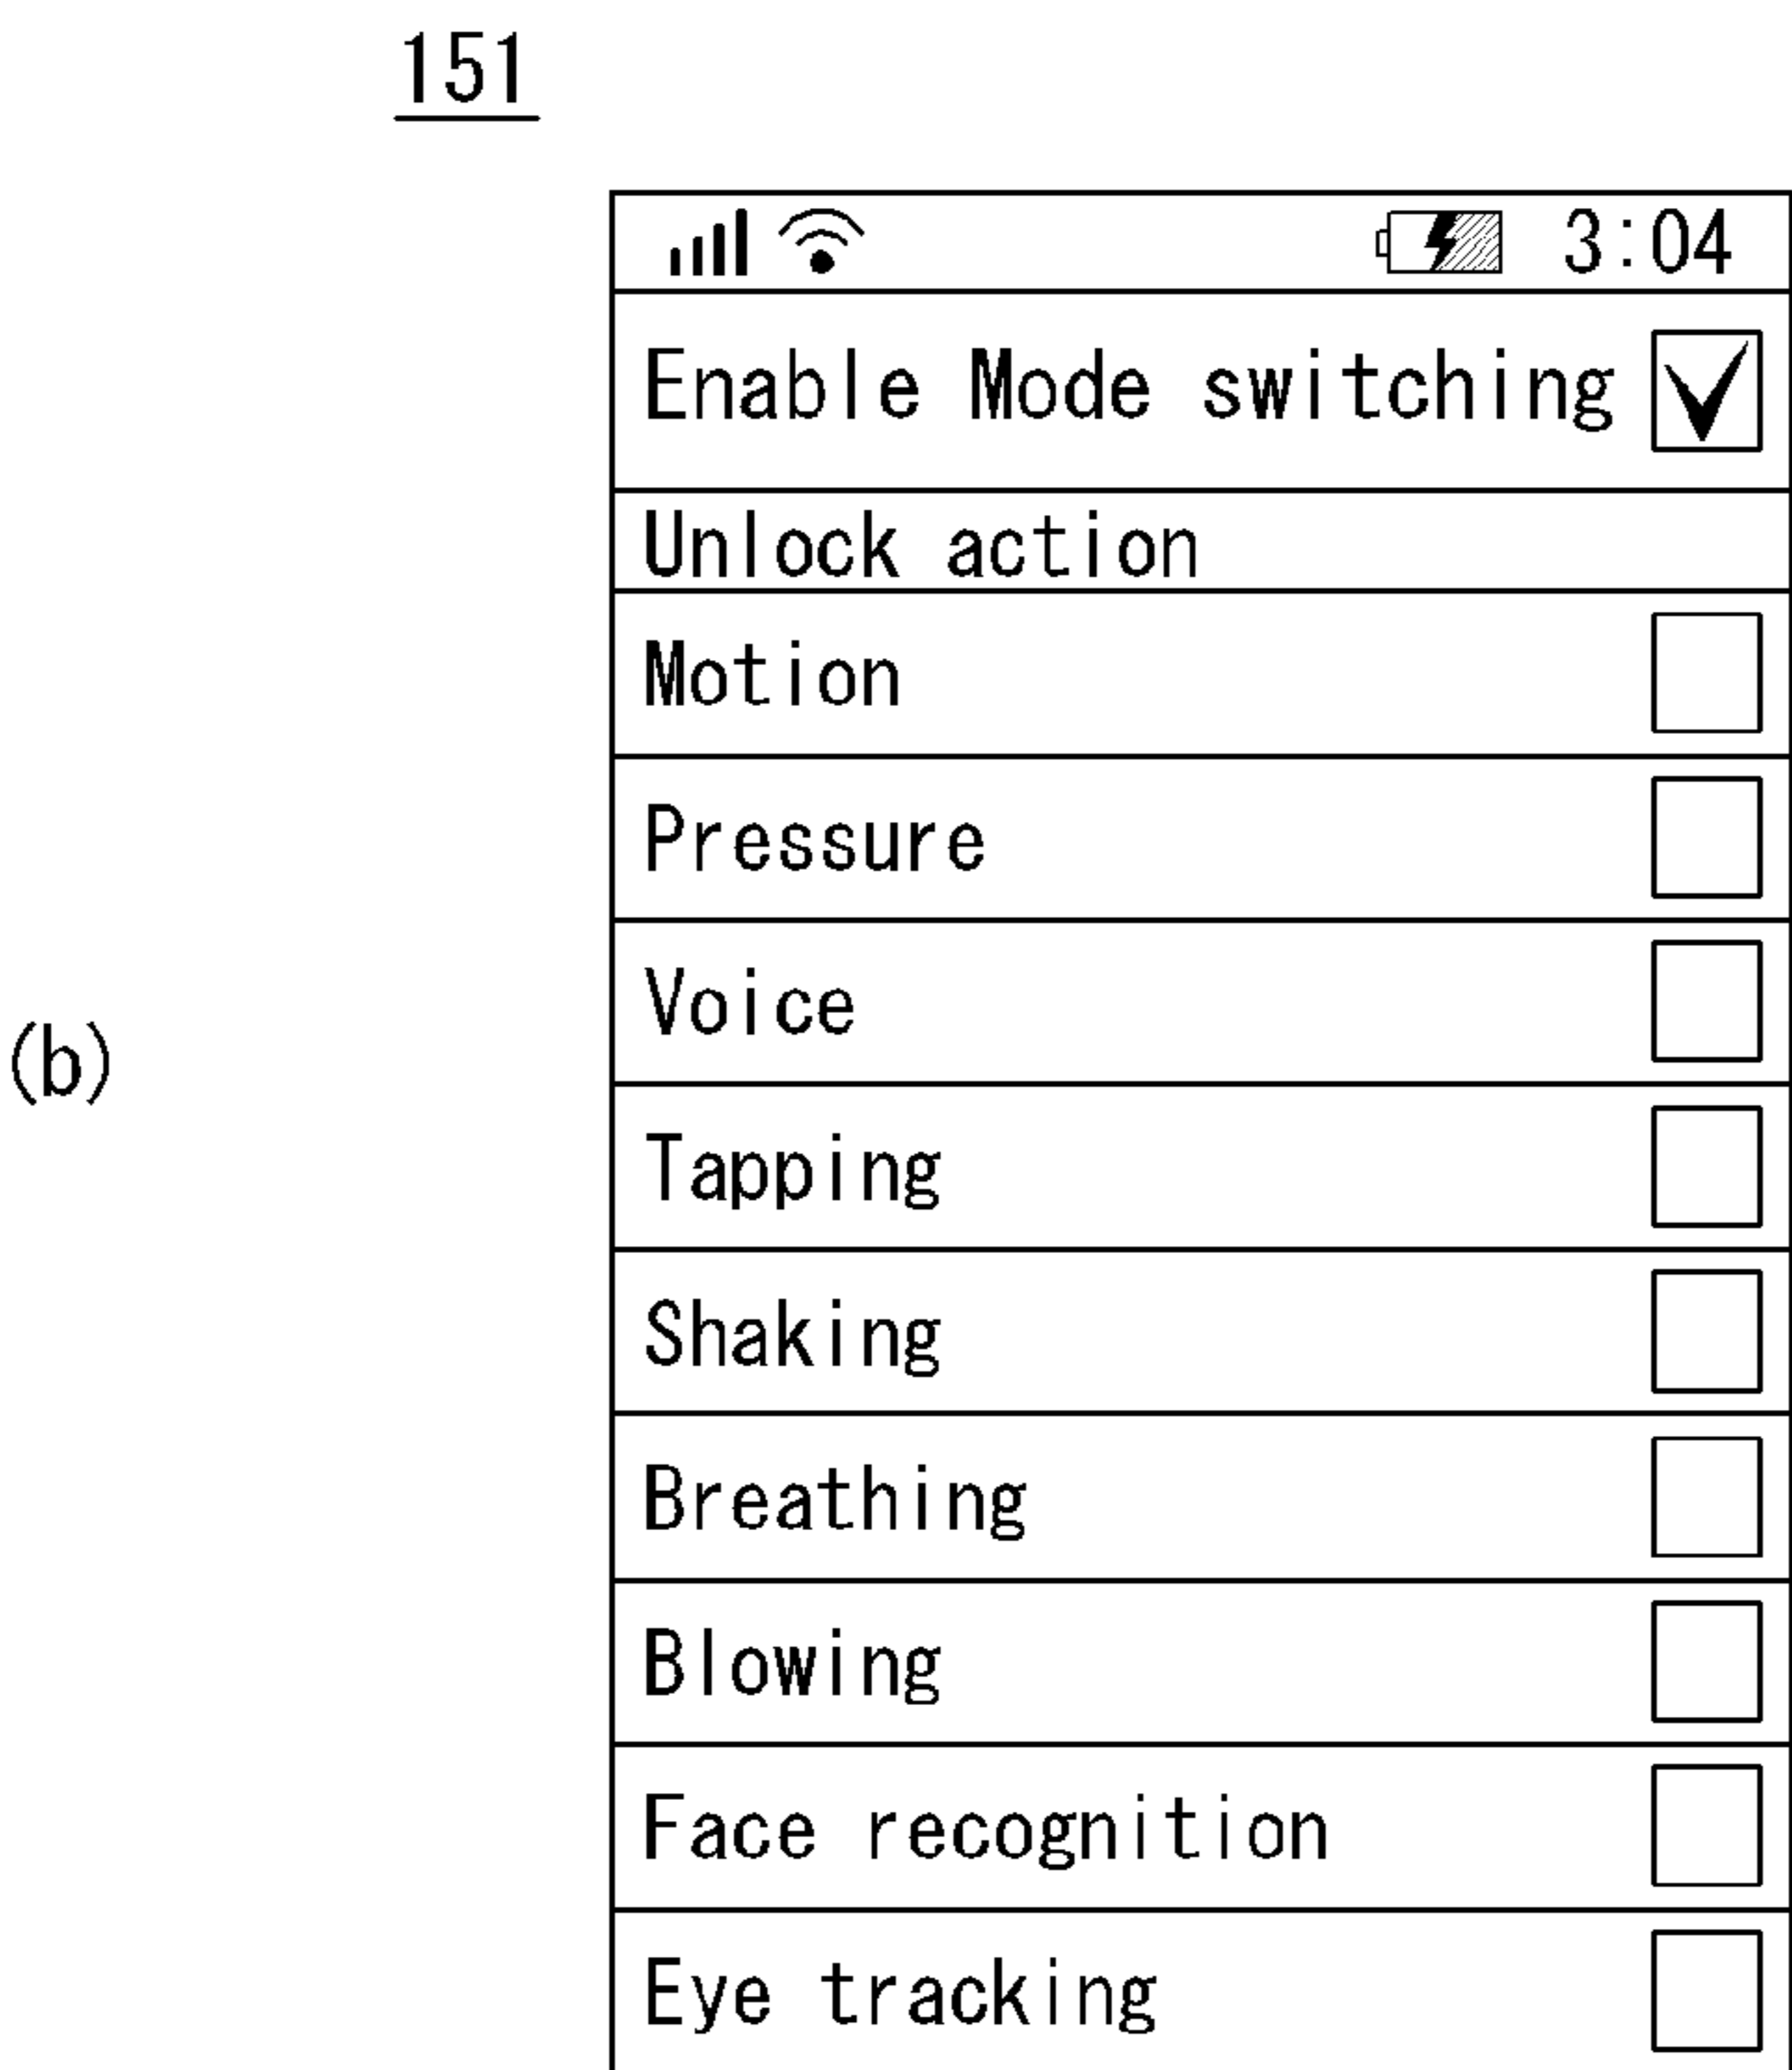 151
3:04
Enable Mode switching
Unlock action
Motion
Pressure
Voice
(b)
Tapping
Shaking
Breathing
Blowing
Face recognition
Eye tracking